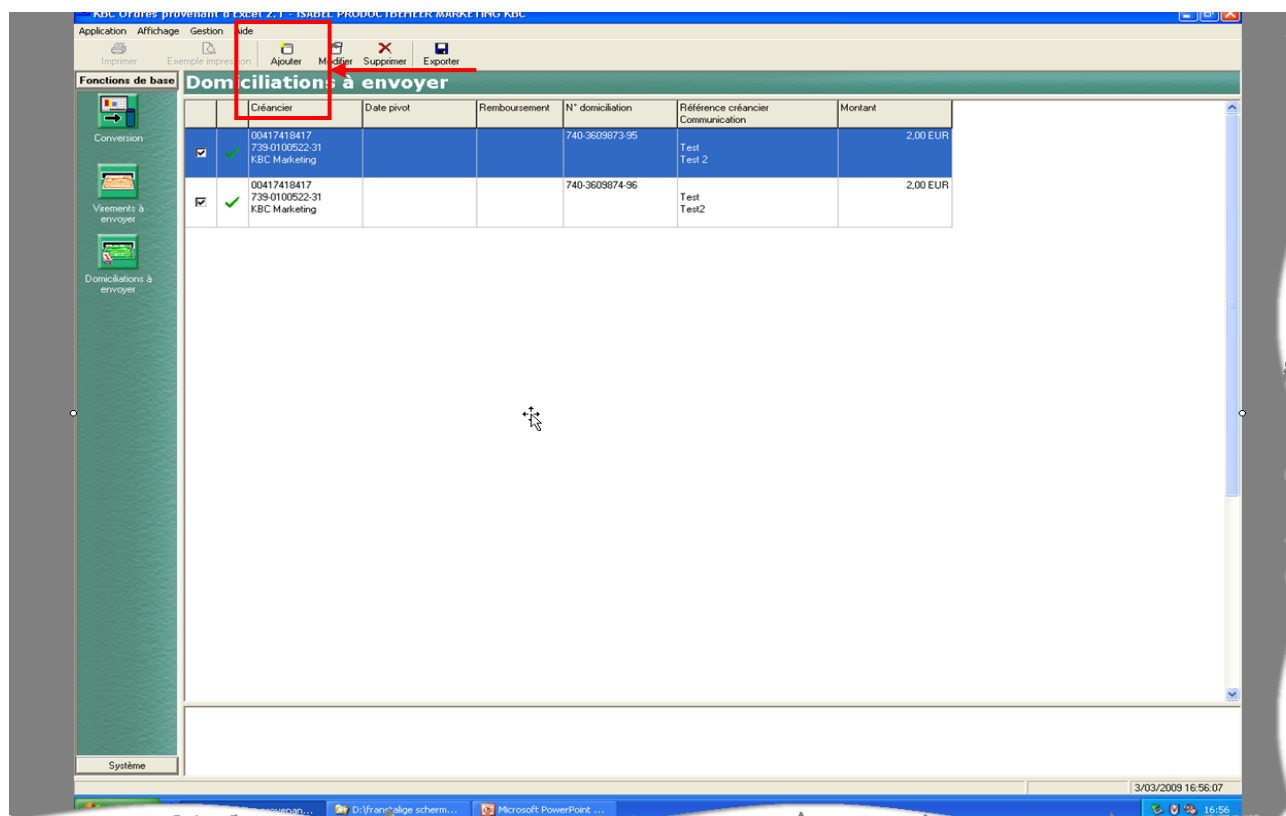 KBC Ordres provenant d'Excel 2.1 - ISABEL PRODUCTBEHEER MARKETING KBC
Application Affichage Gestion Aide
Imprimer Exemple impression Ajouter Modifier Supprimer Exporter
Fonctions de base
Domiciliations à envoyer
Créancier Date pivot Remboursement N° domiciliation Référence créancier Montant
Communication
00417418417 740-3609873-95 2,00 EUR
739-0100522-31 Test
KBC Marketing Test 2
00417418417 740-3609874-96 2,00 EUR
739-0100522-31 Test
KBC Marketing Test2
Conversion
Virements à
envoyer
Domiciliations à
envoyer
Système
3/03/2009 16:56:07
D:\franstalige scherm... Microsoft PowerPoint ... 16:56